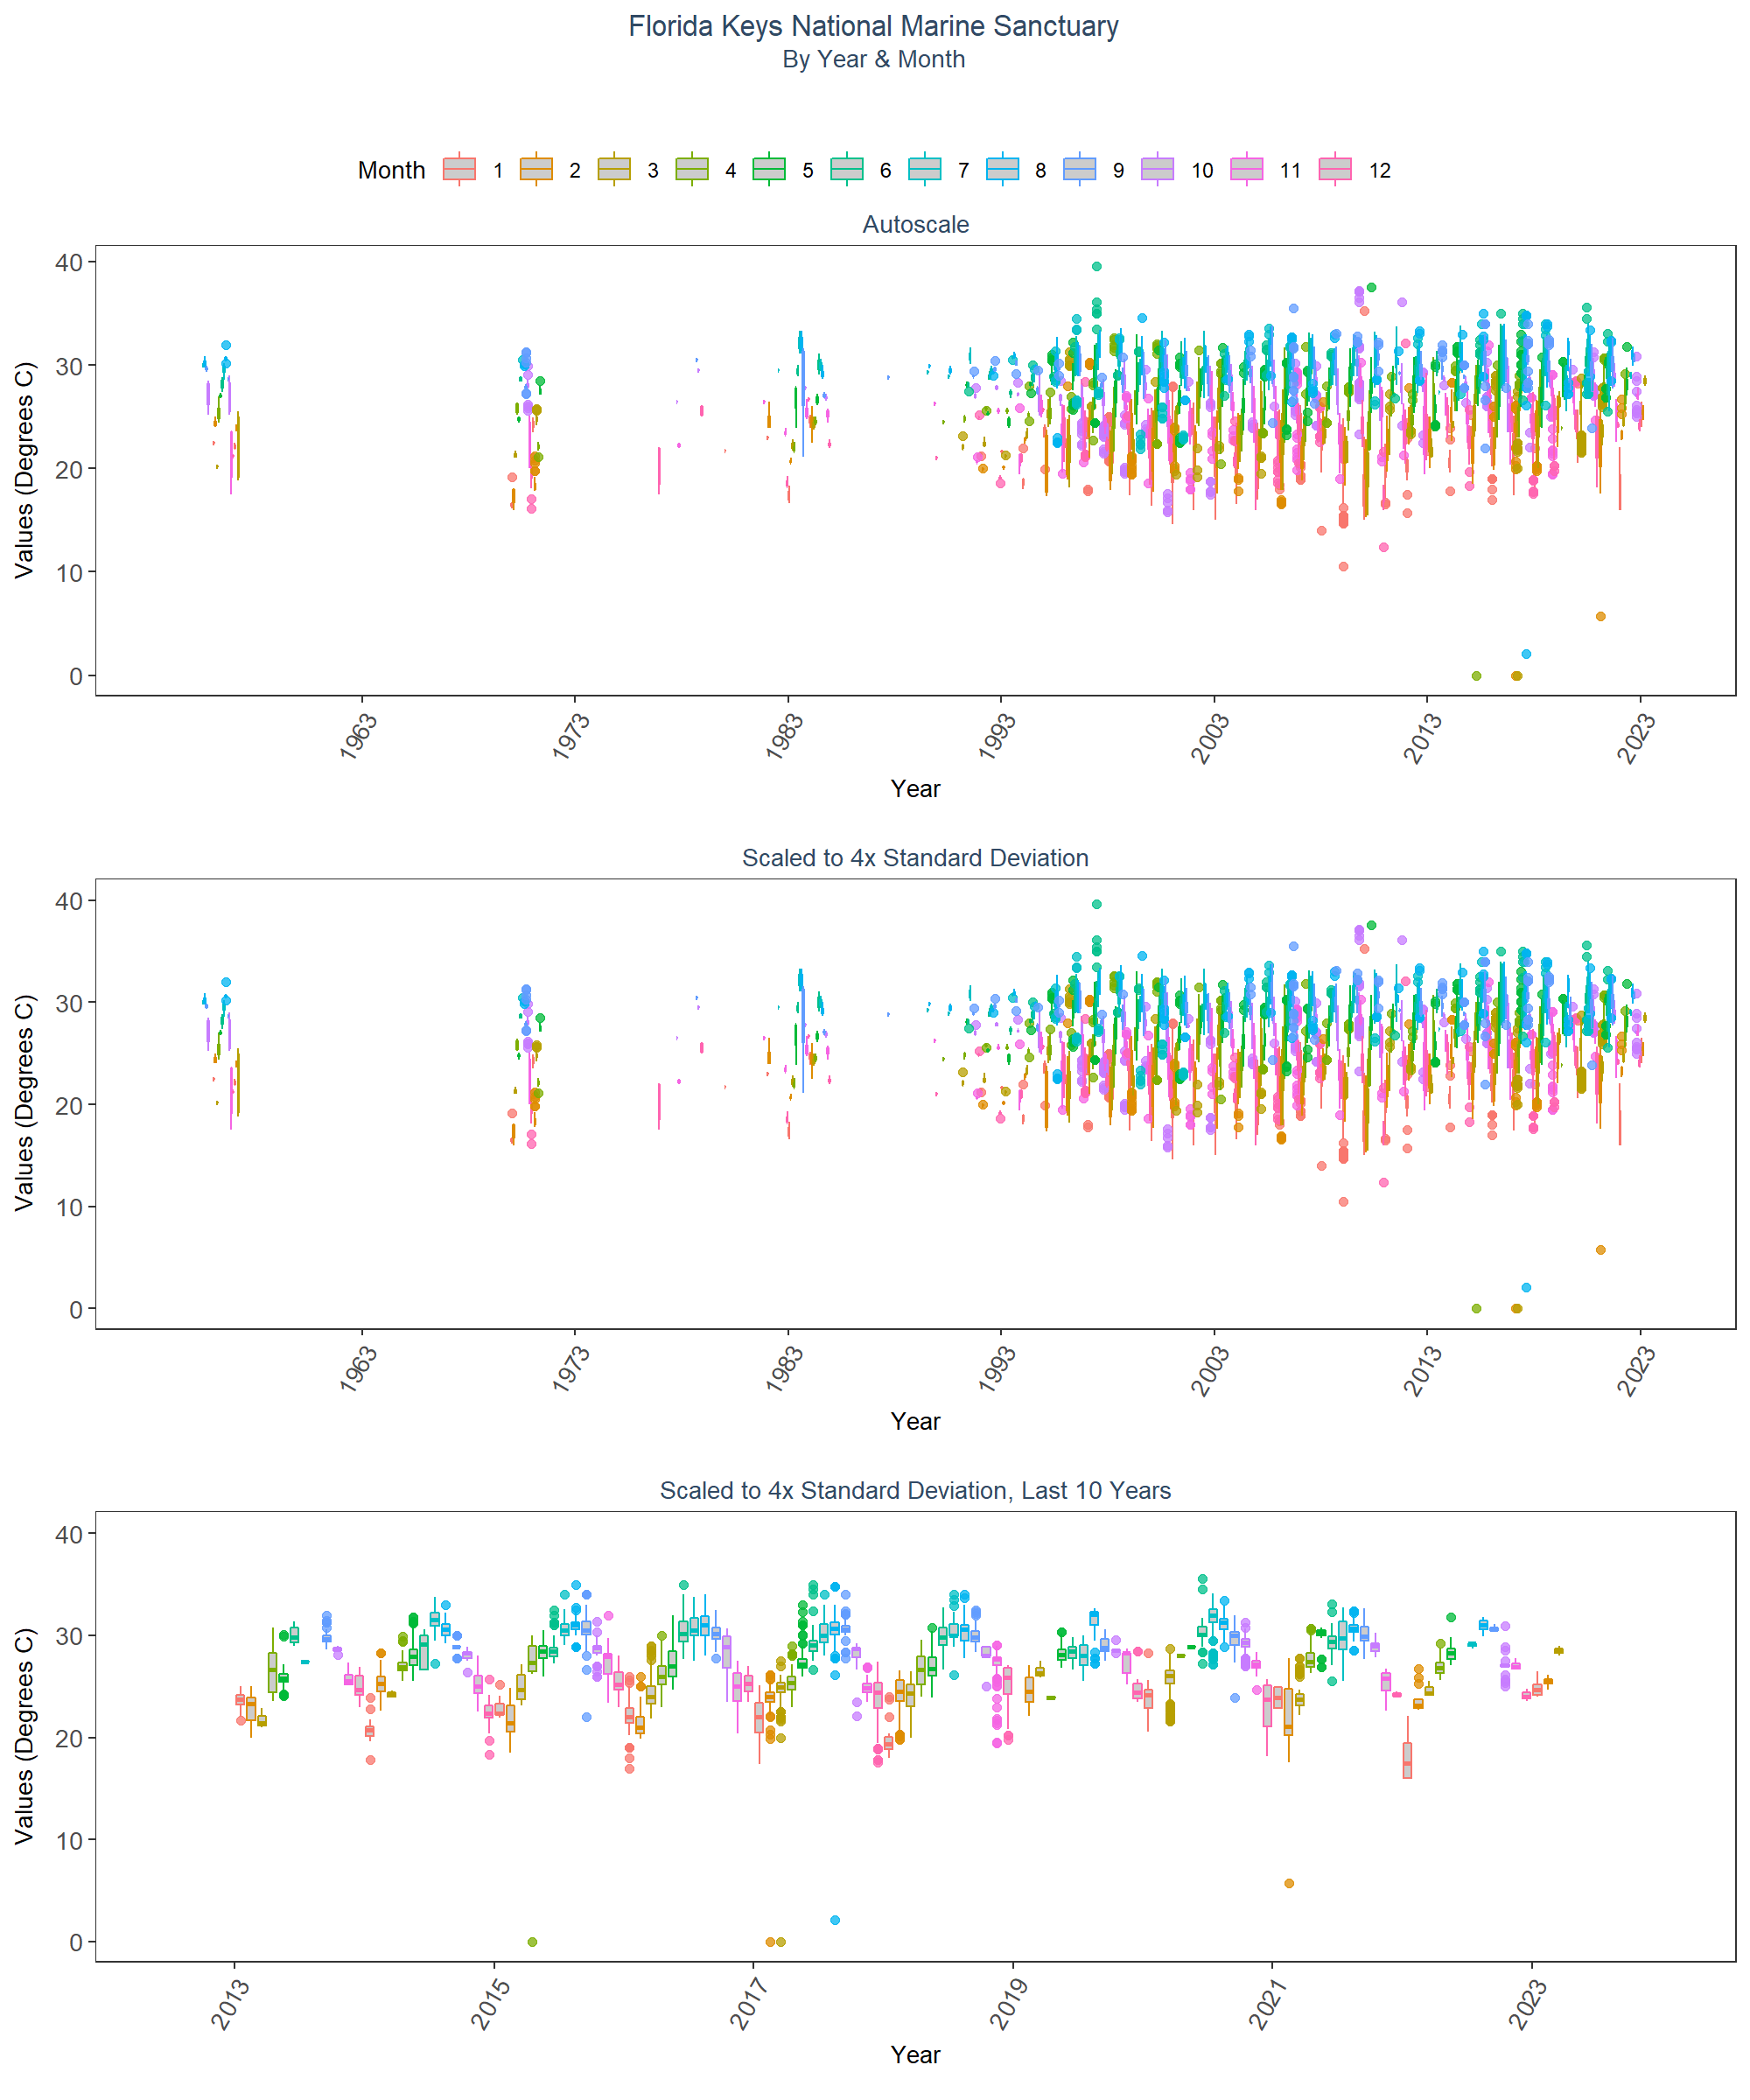 Florida Keys National Marine Sanctuary
By Year & Month
Month 1 2 3 4 5 6 7 8 9 10 11 12
Autoscale
Values (Degrees C)
40
30
20
10
0
1963 1973 1983 1993 2003 2013 2023
Year
Scaled to 4x Standard Deviation
Values (Degrees C)
40
30
20
10
0
1963 1973 1983 1993 2003 2013 2023
Year
Scaled to 4x Standard Deviation, Last 10 Years
Values (Degrees C)
40
30
20
10
0
2013 2015 2017 2019 2021 2023
Year